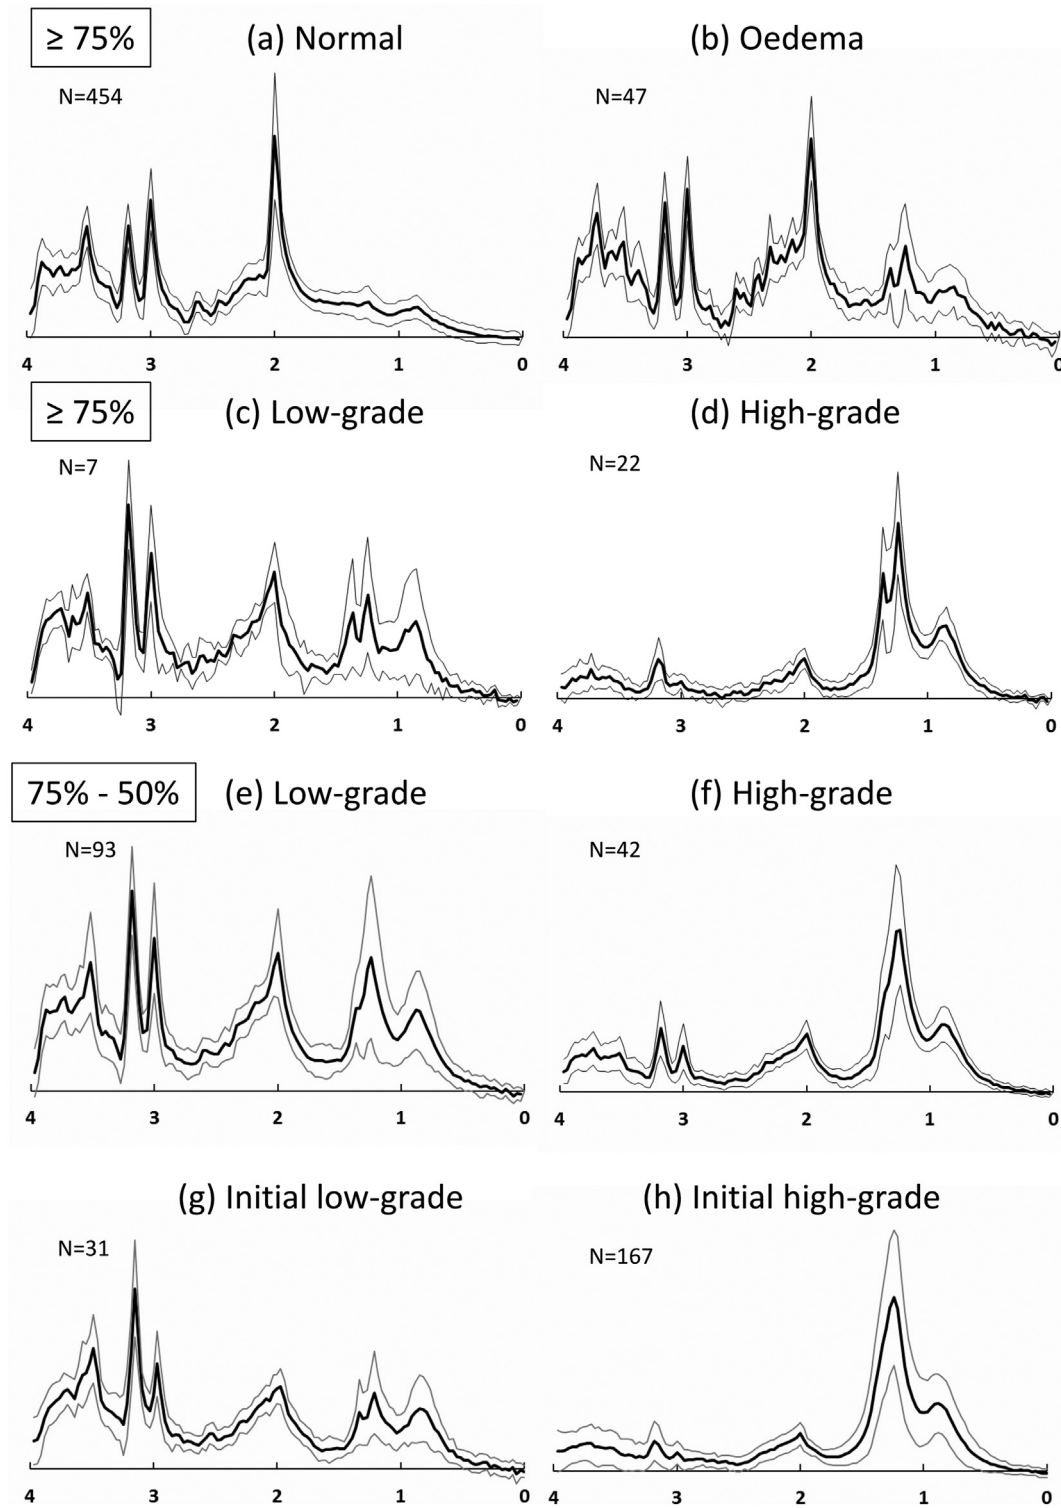 ≥ 75%
(a) Normal
(b) Oedema
N=454
N=47
4 3 2 1 0
4 3 2 1 0
≥ 75%
(c) Low-grade
(d) High-grade
N=7
N=22
4 3 2 1 0
4 3 2 1 0
75% - 50%
(e) Low-grade
(f) High-grade
N=93
N=42
4 3 2 1 0
4 3 2 1 0
(g) Initial low-grade
(h) Initial high-grade
N=31
N=167
4 3 2 1 0
4 3 2 1 0